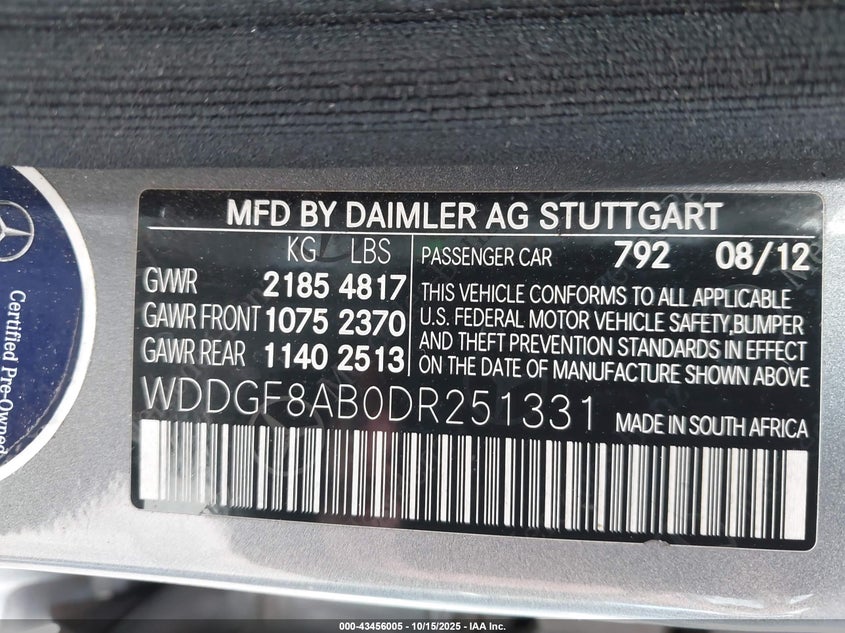 MFD BY DAIMLER AG STUTTGART
KG LBS
GVWR 2185 4817
GAWR FRONT 1075 2370
GAWR REAR 1140 2513
PASSENGER CAR 792 08/12
THIS VEHICLE CONFORMS TO ALL APPLICABLE
U.S. FEDERAL MOTOR VEHICLE SAFETY,BUMPER
AND THEFT PREVENTION STANDARDS IN EFFECT
ON THE DATE OF MANUFACTURE SHOWN ABOVE
WDDGF8AB0DR251331 MADE IN SOUTH AFRICA
Certified Pre-Owned
000-43456005 - 10/15/2025 - IAA Inc.